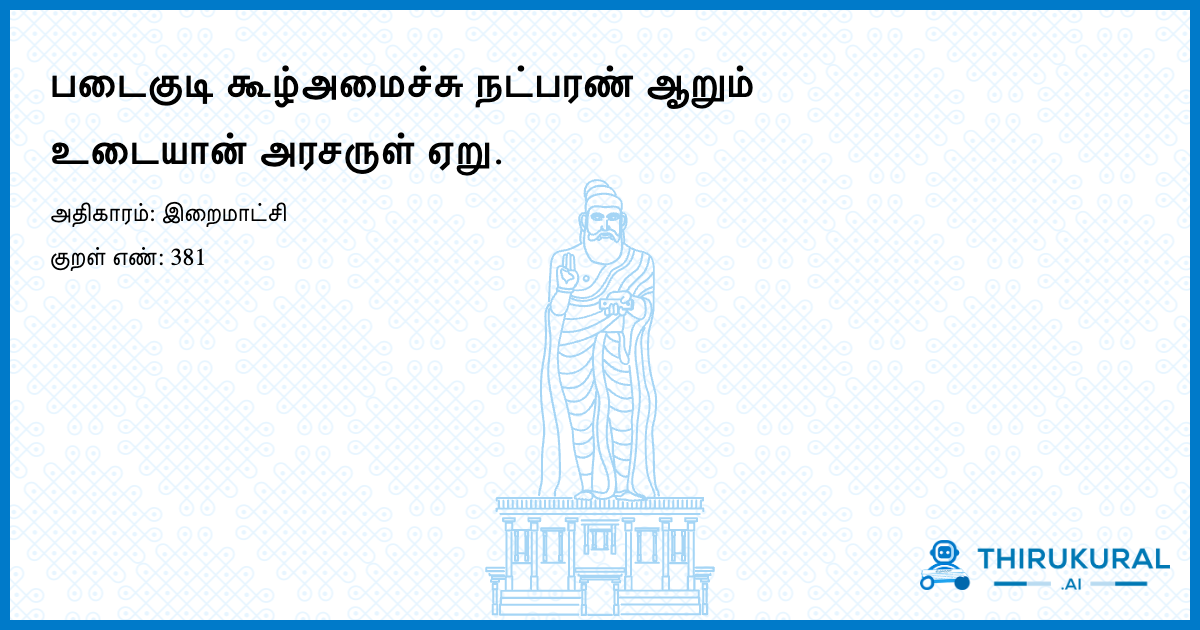 படைகுடி கூழ்அமைச்சு நட்பரண் ஆறும்
உடையான் அரசருள் ஏறு.
அதிகாரம்: இறைமாட்சி
குறள் எண்: 381
THIRUKURAL
.AI